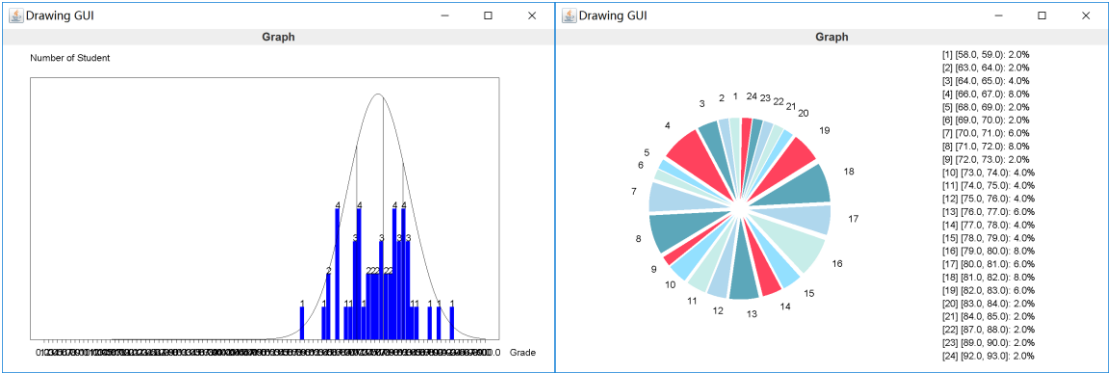 Drawing GUI
Graph
Number of Student
1
1
2
4
1
1
3
4
1
2
2
2
3
2
2
4
3
4
3
1
1
1
1
1
Grade
Drawing GUI
Graph
1
2
3
4
5
6
7
8
9
10
11
12
13
14
15
16
17
18
19
20
21
22
23
24
[1] [58.0, 59.0): 2.0%
[2] [63.0, 64.0): 2.0%
[3] [64.0, 65.0): 4.0%
[4] [66.0, 67.0): 8.0%
[5] [68.0, 69.0): 2.0%
[6] [69.0, 70.0): 2.0%
[7] [70.0, 71.0): 6.0%
[8] [71.0, 72.0): 8.0%
[9] [72.0, 73.0): 2.0%
[10] [73.0, 74.0): 4.0%
[11] [74.0, 75.0): 4.0%
[12] [75.0, 76.0): 4.0%
[13] [76.0, 77.0): 6.0%
[14] [77.0, 78.0): 4.0%
[15] [78.0, 79.0): 4.0%
[16] [79.0, 80.0): 8.0%
[17] [80.0, 81.0): 6.0%
[18] [81.0, 82.0): 8.0%
[19] [82.0, 83.0): 6.0%
[20] [83.0, 84.0): 2.0%
[21] [84.0, 85.0): 2.0%
[22] [87.0, 88.0): 2.0%
[23] [89.0, 90.0): 2.0%
[24] [92.0, 93.0]: 2.0%